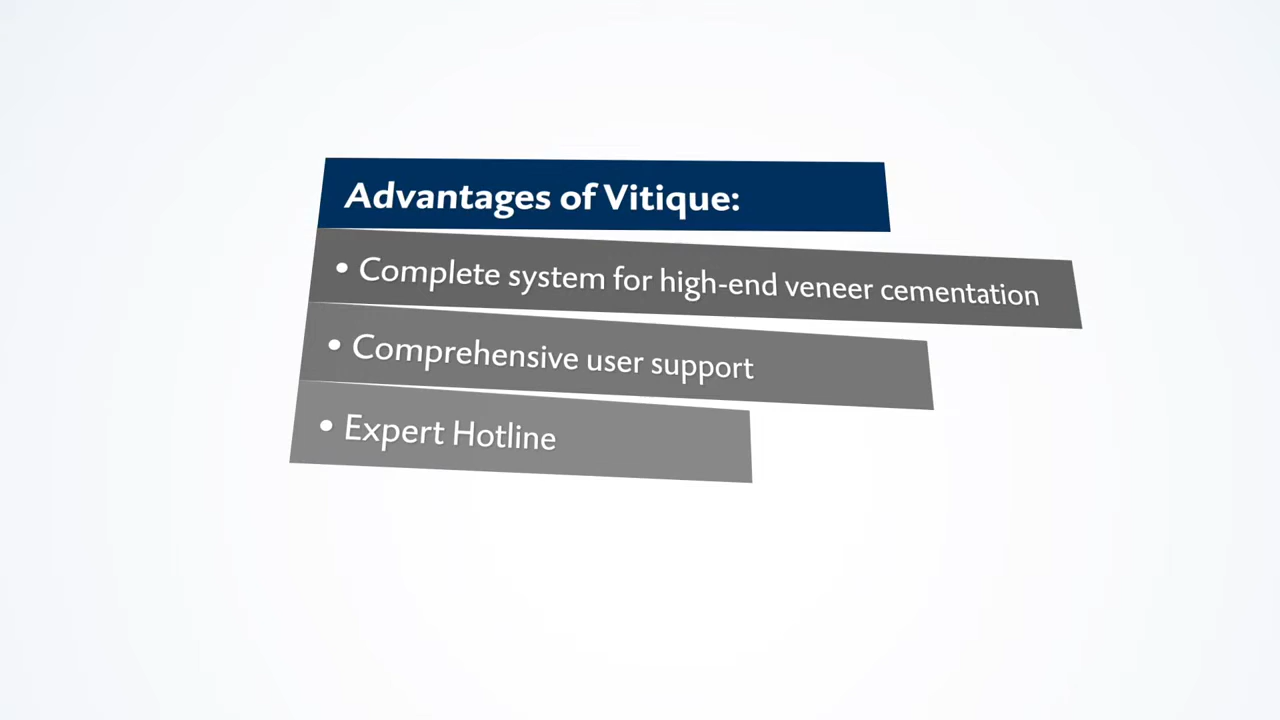 Advantages of Vitique:
• Complete system for high-end veneer cementation
• Comprehensive user support
• Expert Hotline